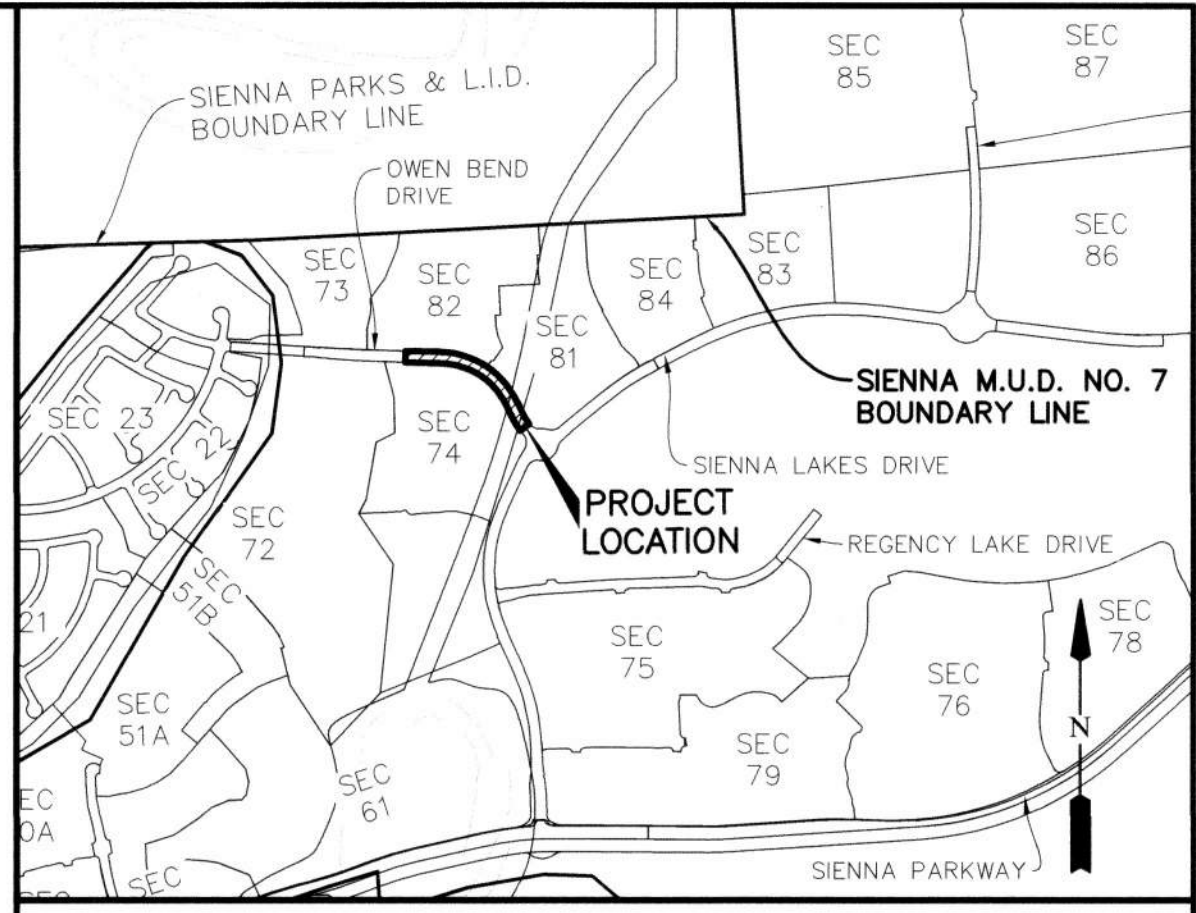 SEC
85
SEC
87
SIENNA PARKS & L.I.D.
BOUNDARY LINE
OWEN BEND
DRIVE
SEC
73
SEC
82
SEC
84
SEC
83
SEC
86
SEC
81
SIENNA M.U.D. NO. 7
BOUNDARY LINE
SEC 23
SEC 22
SEC
74
SIENNA LAKES DRIVE
PROJECT
LOCATION
SEC
72
REGENCY LAKE DRIVE
SEC
51B
21
SEC
75
SEC
78
SEC
76
SEC
51A
N
SEC
79
SEC
61
EC
0A
SEC
SIENNA PARKWAY